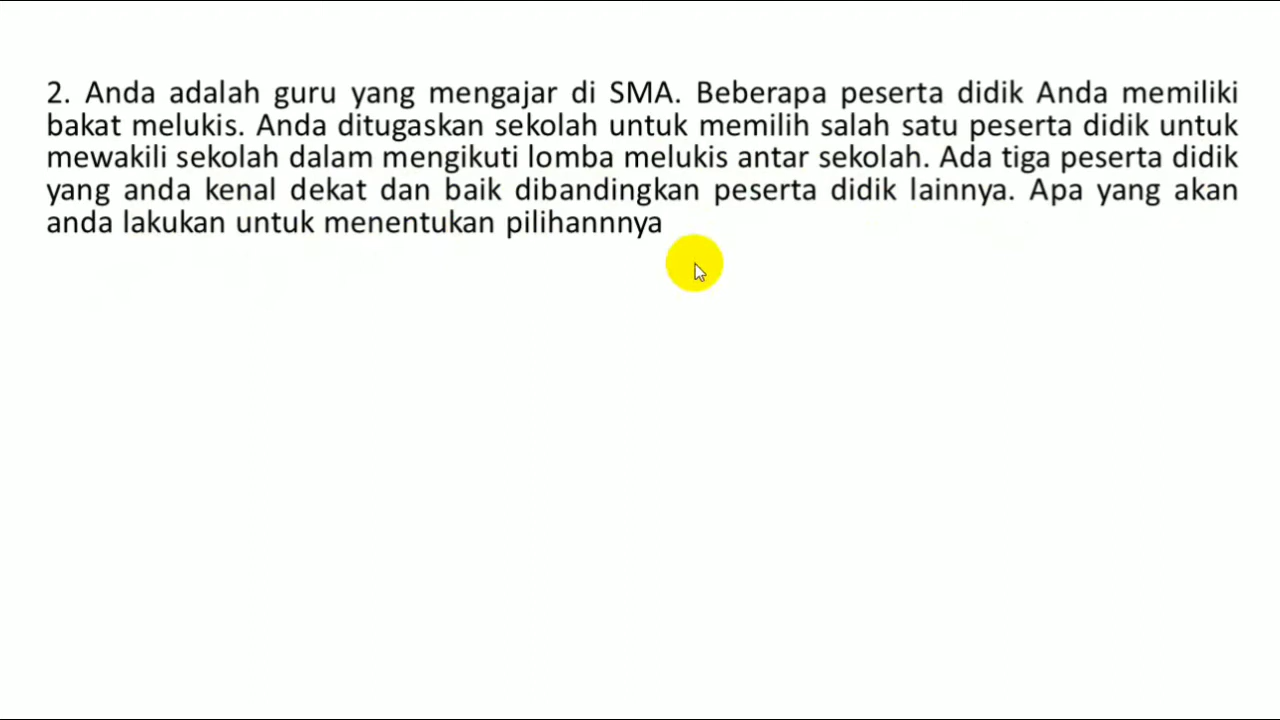 2. Anda adalah guru yang mengajar di SMA. Beberapa peserta didik Anda memiliki
bakat melukis. Anda ditugaskan sekolah untuk memilih salah satu peserta didik untuk
mewakili sekolah dalam mengikuti lomba melukis antar sekolah. Ada tiga peserta didik
yang anda kenal dekat dan baik dibandingkan peserta didik lainnya. Apa yang akan
anda lakukan untuk menentukan pilihannnya